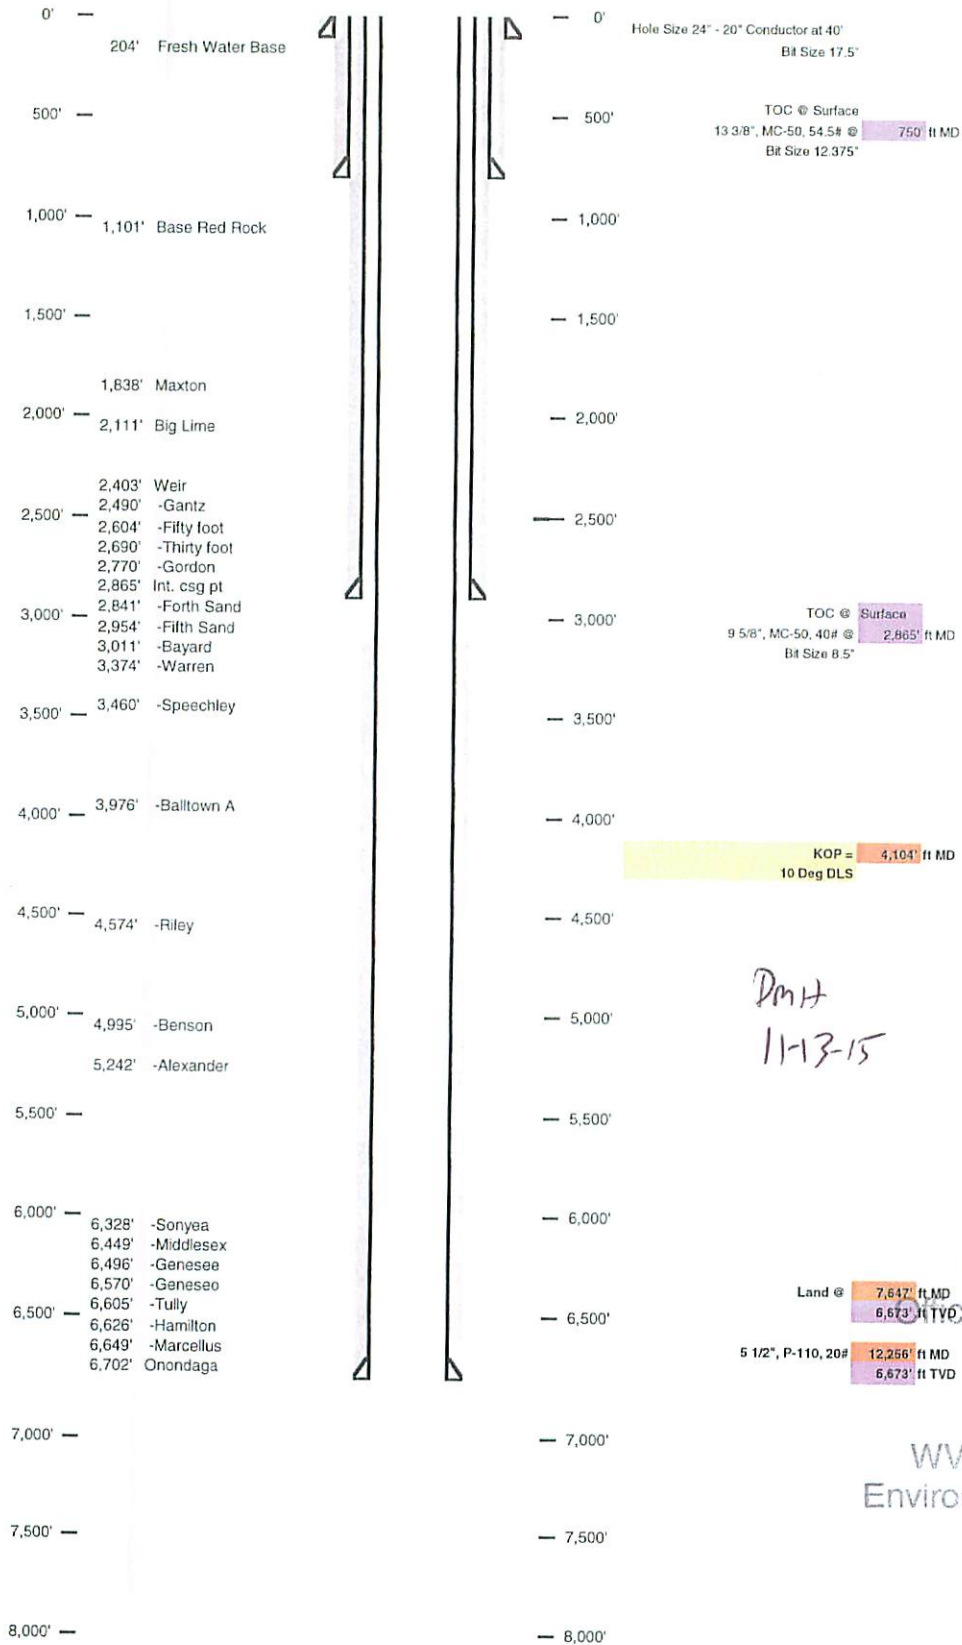 0'
204' Fresh Water Base
500'
1,000'
1,101' Base Red Rock
1,500'
1,838' Maxton
2,000'
2,111' Big Lime
2,403' Weir
2,490' -Gantz
2,500'
2,604' -Fifty foot
2,690' -Thirty foot
2,770' -Gordon
2,865' Int. csg pt
2,841' -Forth Sand
3,000'
2,954' -Fifth Sand
3,011' -Bayard
3,374' -Warren
3,460' -Speechley
3,500'
3,976' -Balltown A
4,000'
4,500'
4,574' -Riley
5,000'
4,995' -Benson
5,242' -Alexander
5,500'
6,000'
6,328' -Sonyea
6,449' -Middlesex
6,496' -Genesee
6,570' -Geneseo
6,500'
6,605' -Tully
6,626' -Hamilton
6,649' -Marcellus
6,702' Onondaga
7,000'
7,500'
8,000'
0'
500'
1,000'
1,500'
2,000'
2,500'
3,000'
3,500'
4,000'
4,500'
5,000'
5,500'
6,000'
6,500'
7,000'
7,500'
8,000'
Hole Size 24" - 20" Conductor at 40'
Bit Size 17.5"
TOC @ Surface
13 3/8", MC-50, 54.5# @ 750' ft MD
Bit Size 12.375"
TOC @ Surface
9 5/8", MC-50, 40# @ 2,865' ft MD
Bit Size 8.5"
KOP = 4,104' ft MD
10 Deg DLS
DMH
11-13-15
Land @ 7,647' ft MD
6,673' ft TVD
Offic
5 1/2", P-110, 20# 12,256' ft MD
6,673' ft TVD
WV
Enviro